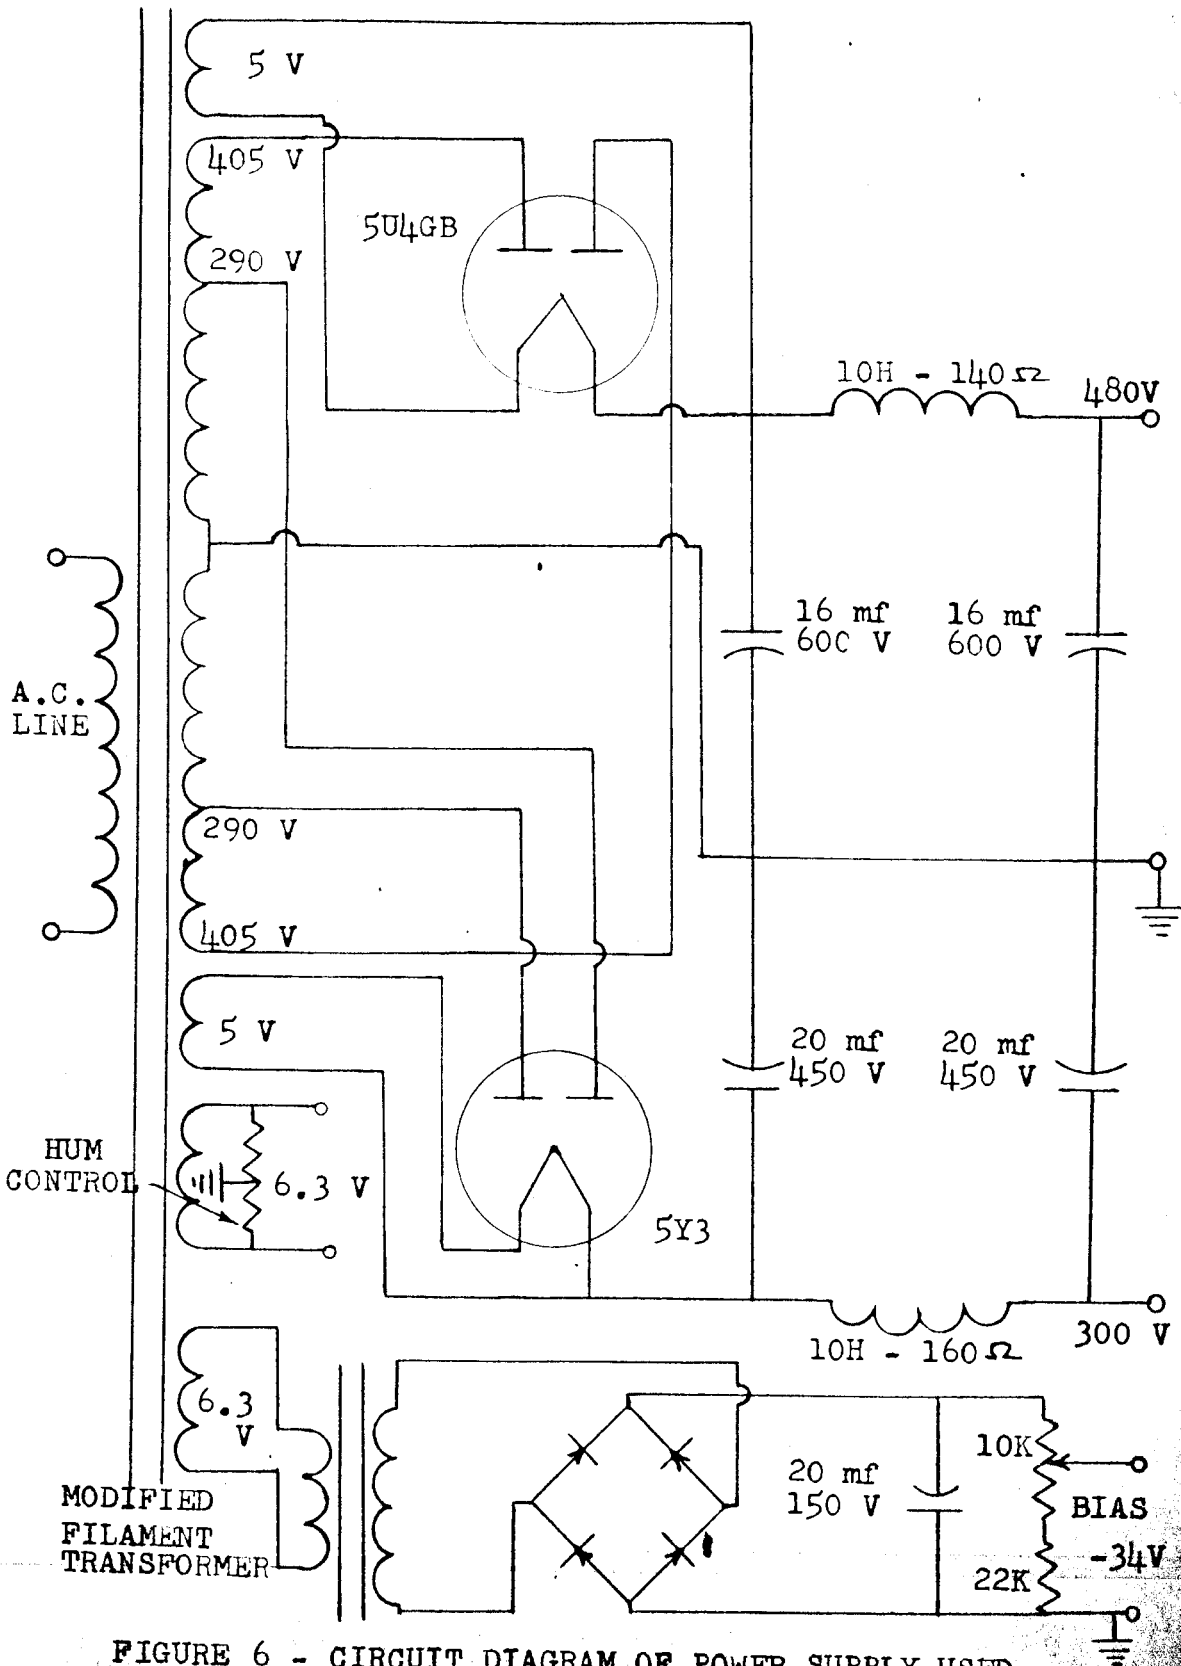 5 V
405 V
5U4GB
290 V
10H - 140Ω
480V
16 mf
600 V
16 mf
600 V
A.C.
LINE
290 V
405 V
5 V
20 mf
450 V
20 mf
450 V
HUM
CONTROL
6.3 V
5Y3
300 V
10H - 160Ω
6.3
V
10K
20 mf
150 V
BIAS
-34V
22K
MODIFIED
FILAMENT
TRANSFORMER
FIGURE 6 - CIRCUIT DIAGRAM OF POWER SUPPLY USED